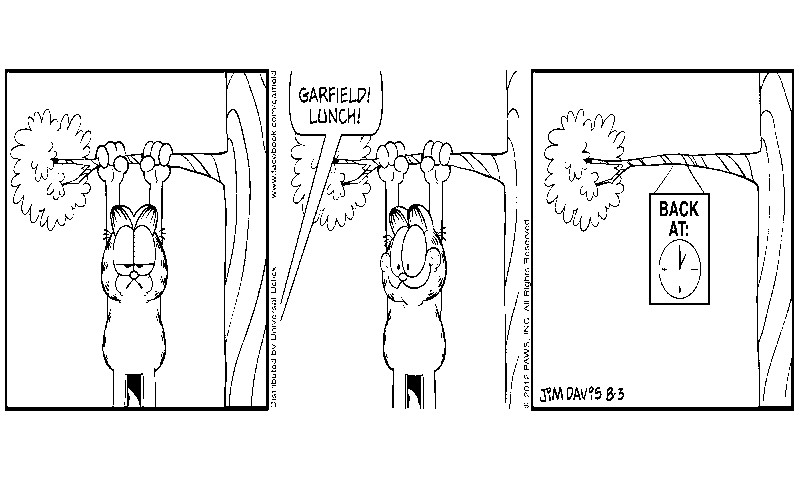 www.facebook.com/garfield
Distributed by Universal Uclick
GARFIELD!
LUNCH!
© 2012 PAWS, INC. All Rights Reserved.
BACK
AT:
JIM DAVIS 8-3